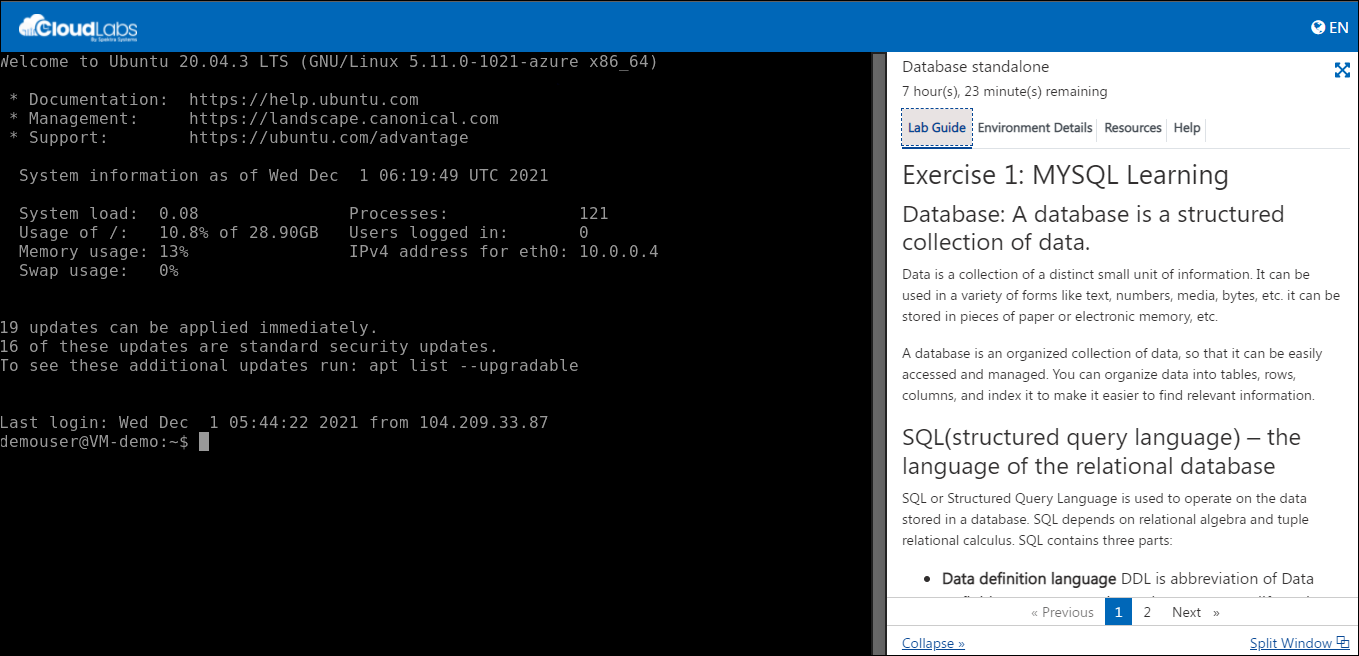 CloudLabs
By Spektra Systems
EN
Welcome to Ubuntu 20.04.3 LTS (GNU/Linux 5.11.0-1021-azure x86_64)
* Documentation:  https://help.ubuntu.com
* Management:     https://landscape.canonical.com
* Support:        https://ubuntu.com/advantage
System information as of Wed Dec  1 06:19:49 UTC 2021
System load:  0.08               Processes:             121
Usage of /:   10.8% of 28.90GB   Users logged in:       0
Memory usage: 13%                IPv4 address for eth0: 10.0.0.4
Swap usage:   0%
19 updates can be applied immediately.
16 of these updates are standard security updates.
To see these additional updates run: apt list --upgradable
Last login: Wed Dec  1 05:44:22 2021 from 104.209.33.87
demouser@VM-demo:~$
Database standalone
7 hour(s), 23 minute(s) remaining
Lab Guide Environment Details Resources Help
Exercise 1: MYSQL Learning
Database: A database is a structured
collection of data.
Data is a collection of a distinct small unit of information. It can be
used in a variety of forms like text, numbers, media, bytes, etc. it can be
stored in pieces of paper or electronic memory, etc.
A database is an organized collection of data, so that it can be easily
accessed and managed. You can organize data into tables, rows,
columns, and index it to make it easier to find relevant information.
SQL(structured query language) – the
language of the relational database
SQL or Structured Query Language is used to operate on the data
stored in a database. SQL depends on relational algebra and tuple
relational calculus. SQL contains three parts:
• Data definition language DDL is abbreviation of Data
« Previous 1 2 Next »
Collapse » Split Window